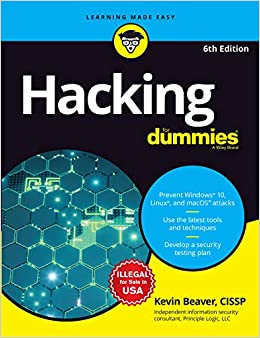 LEARNING MADE EASY
6th Edition
Hacking
for
dummies
A Wiley Brand
Prevent Windows® 10,
Linux®, and macOS® attacks
Use the latest tools
and techniques
Develop a security
testing plan
ILLEGAL
for Sale in
USA
Kevin Beaver, CISSP
Independent information security
consultant, Principle Logic, LLC